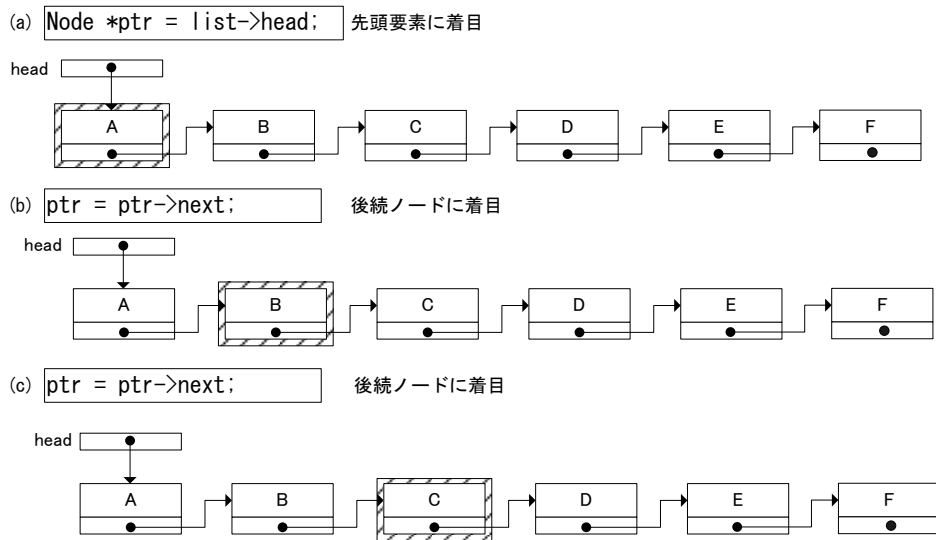 (a) Node *ptr = list->head; 先頭要素に着目
head
A B C D E F
(b) ptr = ptr->next; 後続ノードに着目
head
A B C D E F
(c) ptr = ptr->next; 後続ノードに着目
head
A B C D E F